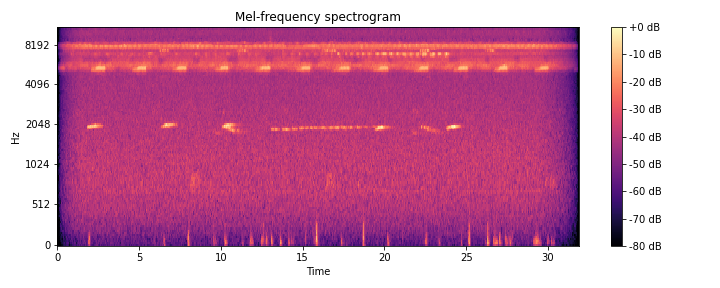 Mel-frequency spectrogram
Hz
8192
4096
2048
1024
512
0
0 5 10 15 20 25 30
Time
+0 dB
-10 dB
-20 dB
-30 dB
-40 dB
-50 dB
-60 dB
-70 dB
-80 dB